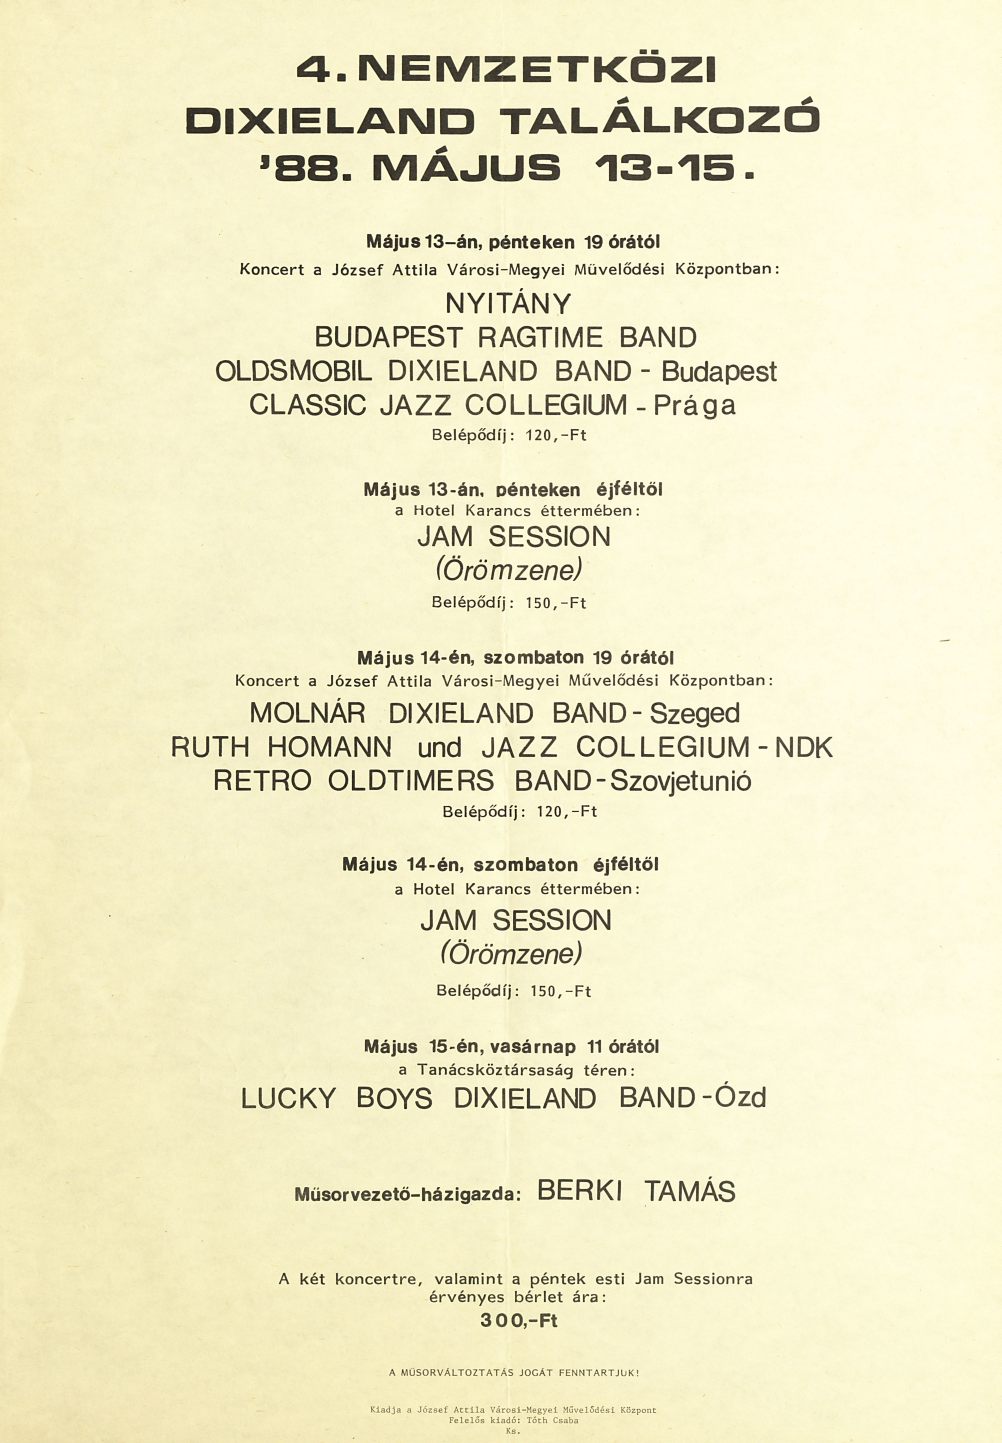 4. NEMZETKÖZI
DIXIELAND TALÁLKOZÓ
'88. MÁJUS 13-15.
Május 13-án, pénteken 19 órától
Koncert a József Attila Városi-Megyei Művelődési Központban:
NYITÁNY
BUDAPEST RAGTIME BAND
OLDSMOBIL DIXIELAND BAND - Budapest
CLASSIC JAZZ COLLEGIUM - Prága
Belépődíj: 120,-Ft
Május 13-án, pénteken éjféltől
a Hotel Karancs éttermében:
JAM SESSION
(Örömzene)
Belépődíj: 150,-Ft
Május 14-én, szombaton 19 órától
Koncert a József Attila Városi-Megyei Művelődési Központban:
MOLNÁR DIXIELAND BAND - Szeged
RUTH HOMANN und JAZZ COLLEGIUM - NDK
RETRO OLDTIMERS BAND - Szovjetunió
Belépődíj: 120,-Ft
Május 14-én, szombaton éjféltől
a Hotel Karancs éttermében:
JAM SESSION
(Örömzene)
Belépődíj: 150,-Ft
Május 15-én, vasárnap 11 órától
a Tanácsköztársaság téren:
LUCKY BOYS DIXIELAND BAND - Ózd
Műsorvezető-házigazda: BERKI TAMÁS
A két koncertre, valamint a péntek esti Jam Sessionra
érvényes bérlet ára:
300,-Ft
A MŰSORVÁLTOZTATÁS JOGÁT FENNTARTJUK!
Kiadja a József Attila Városi-Megyei Művelődési Központ
Felelős kiadó: Tóth Csaba
Ks.